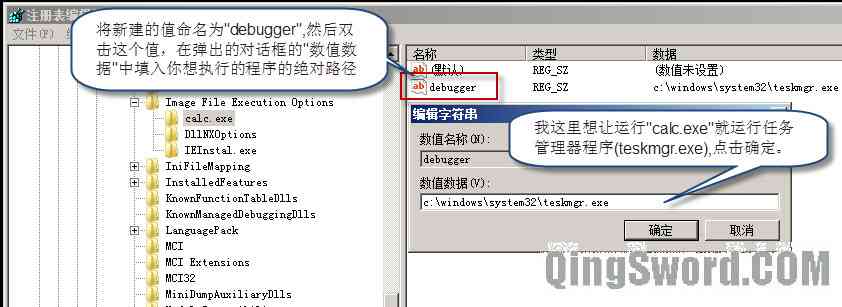 注册表编辑
文件(F)
将新建的值命名为"debugger",然后双
击这个值，在弹出的对话框的"数值数
据"中填入你想执行的程序的绝对路径
名称
类型
数据
ab (默认)
REG_SZ
(数值未设置)
ab debugger
REG_SZ
c:\windows\system32\teskmgr.exe
Image File Execution Options
calc.exe
DllNXOptions
IEInstal.exe
IniFileMapping
InstalledFeatures
KnownFunctionTableDlls
KnownManagedDebuggingDlls
LanguagePack
MCI
MCI Extensions
MCI32
MiniDumpAuxiliaryDlls
编辑字符串
数值名称(N):
debugger
数值数据(V):
c:\windows\system32\teskmgr.exe
确定
取消
我这里想让运行"calc.exe"就运行任务
管理器程序(teskmgr.exe),点击确定。
QingSword.COM